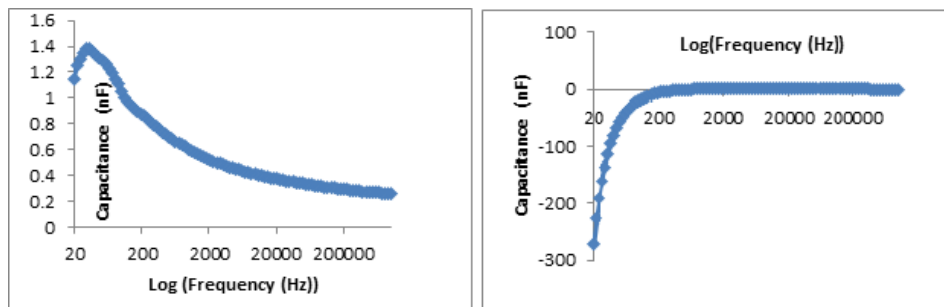 1.6
1.4
1.2
1
0.8
0.6
0.4
0.2
0
Capacitance (nF)
20 200 2000 20000 200000
Log (Frequency (Hz))
100
0
-100
-200
-300
Capacitance (nF)
Log(Frequency (Hz))
20 200 2000 20000 200000